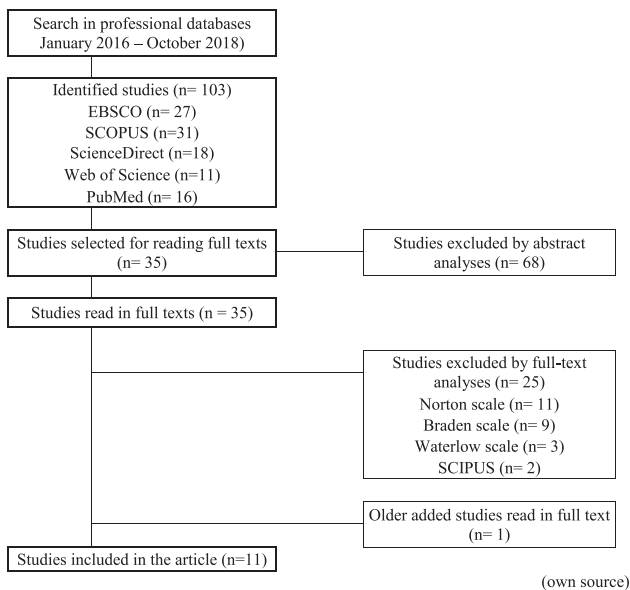 Search in professional databases
January 2016 – October 2018)
Identified studies (n= 103)
EBSCO (n= 27)
SCOPUS (n=31)
ScienceDirect (n=18)
Web of Science (n=11)
PubMed (n= 16)
Studies selected for reading full texts
(n= 35)
Studies excluded by abstract
analyses (n= 68)
Studies read in full texts (n = 35)
Studies excluded by full-text
analyses (n= 25)
Norton scale (n= 11)
Braden scale (n= 9)
Waterlow scale (n= 3)
SCIPUS (n= 2)
Older added studies read in full text
(n= 1)
Studies included in the article (n=11)
(own source)